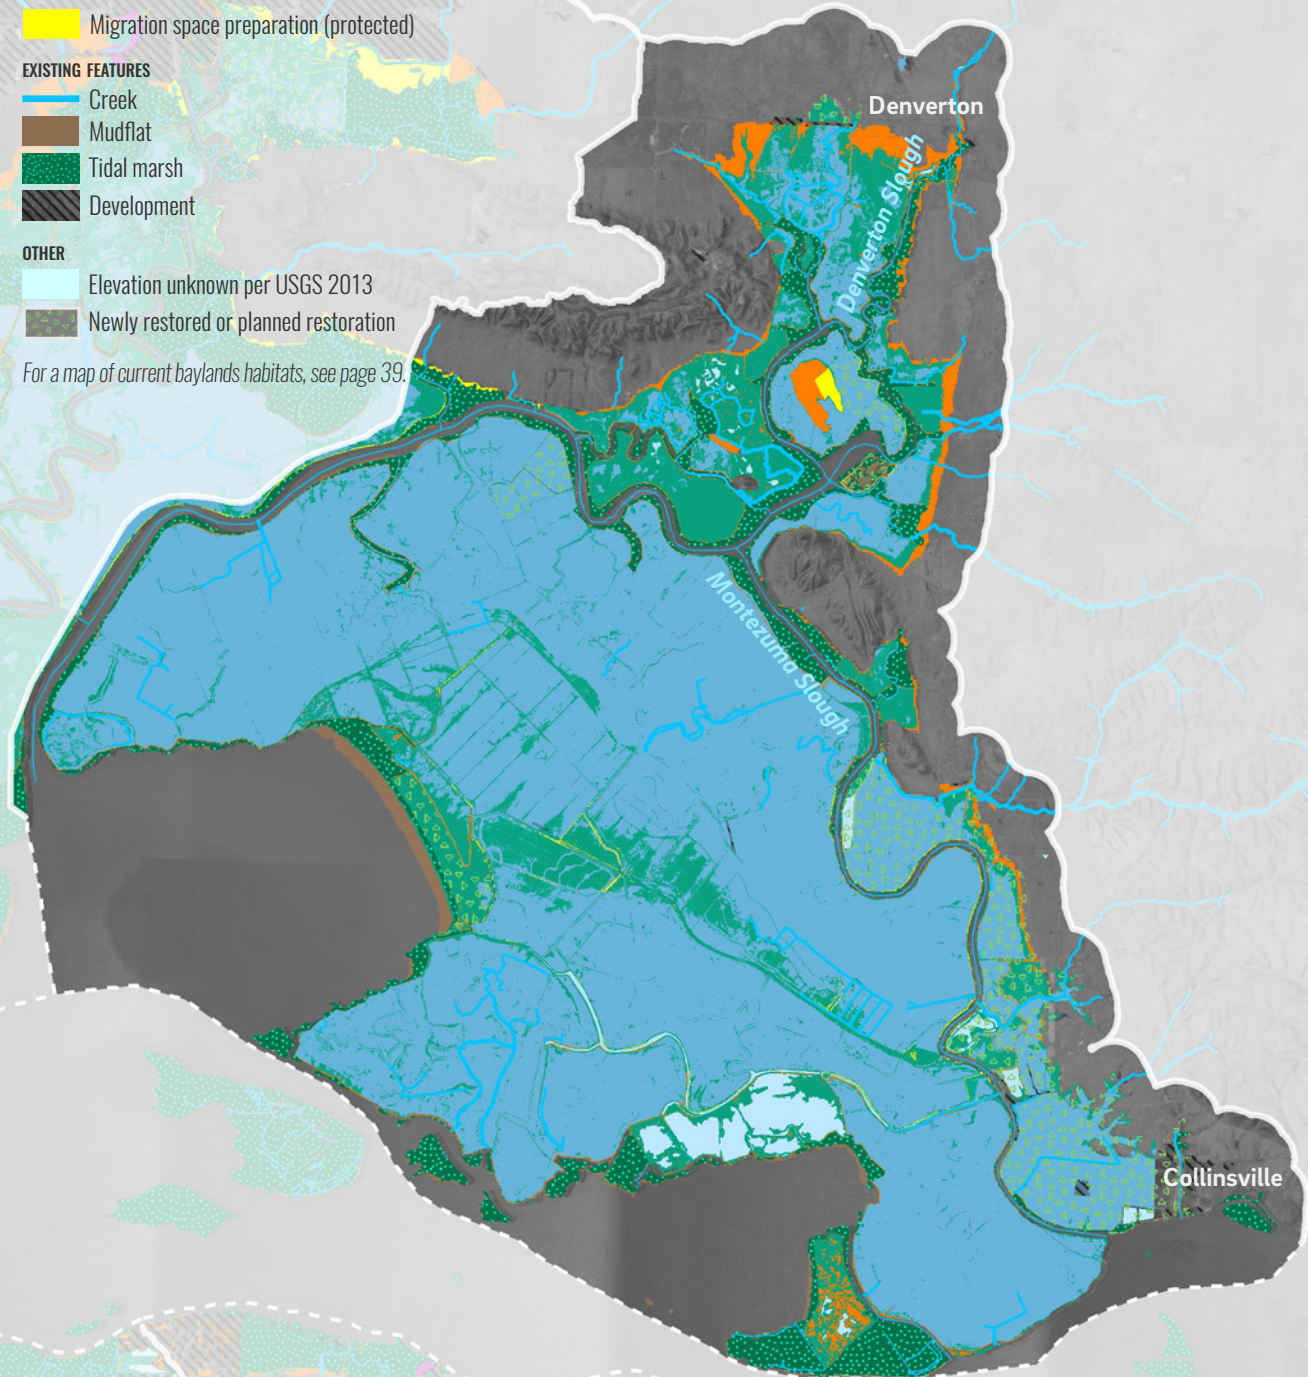 Migration space preparation (protected)
EXISTING FEATURES
Creek
Mudflat
Tidal marsh
Development
OTHER
Elevation unknown per USGS 2013
Newly restored or planned restoration
For a map of current baylands habitats, see page 39.
Denverton
Denverton Slough
Montezuma Slough
Collinsville